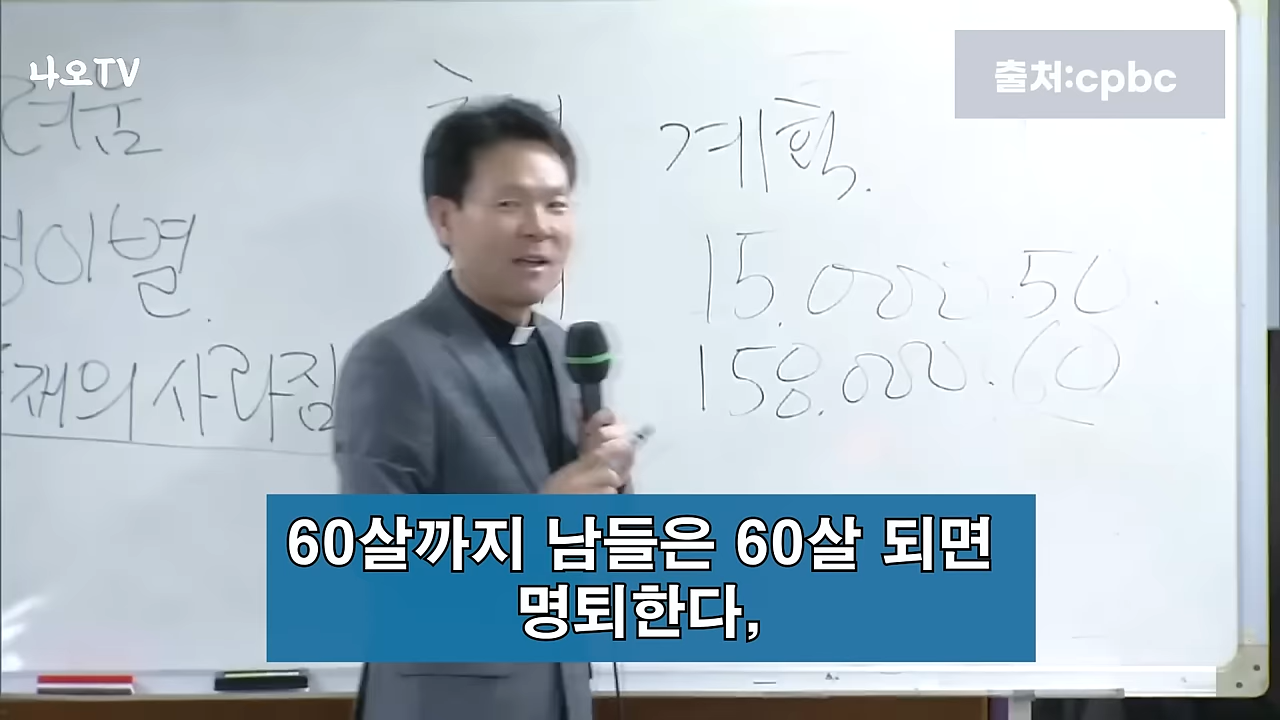 나오TV
출처:cpbc
려움
계획.
이별.
15,000 50.
재의 사라짐
158,000. 60
60살까지 남들은 60살 되면
명퇴한다,